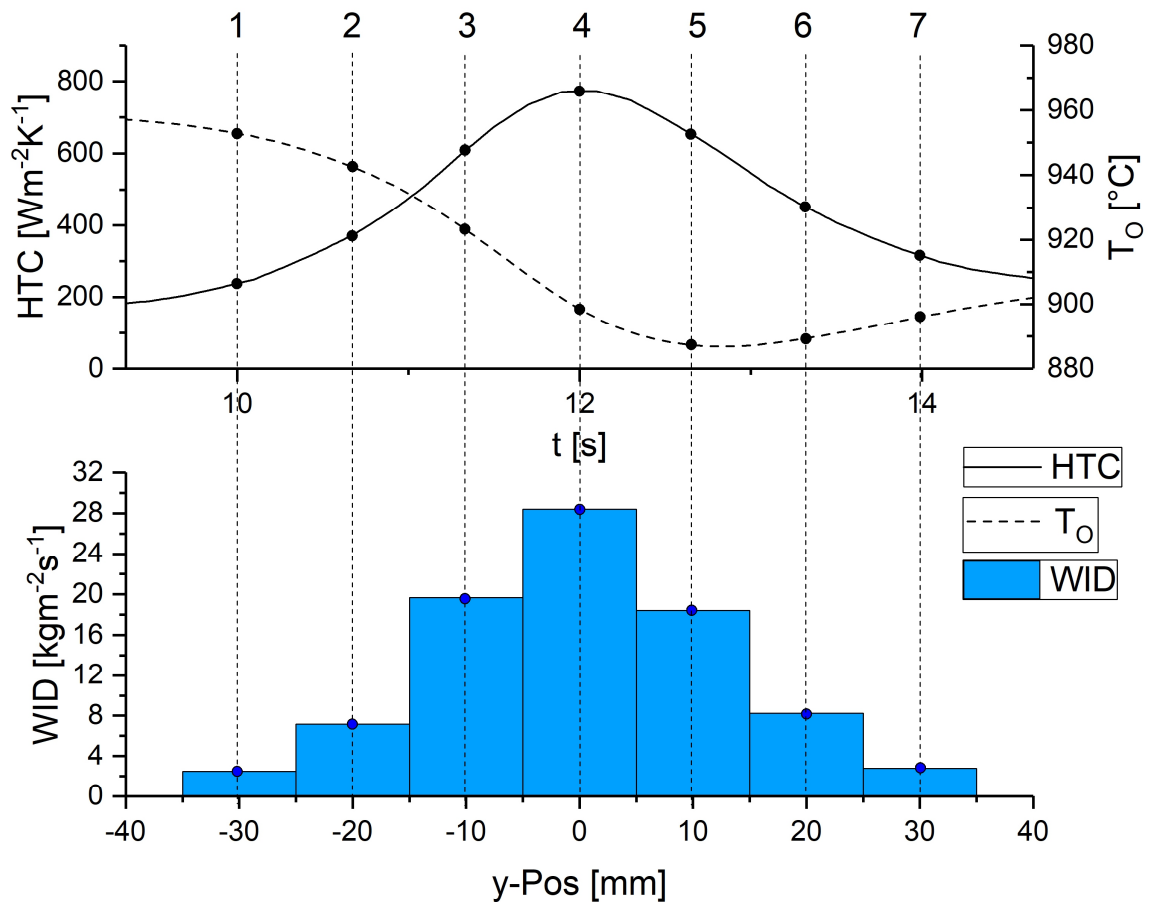 1 2 3 4 5 6 7
HTC [Wm⁻²K⁻¹]
800
600
400
200
0
980
960
940
920
900
880
T_O [°C]
10 12 14
t [s]
WID [kgm⁻²s⁻¹]
32
28
24
20
16
12
8
4
0
HTC
T_O
WID
-40 -30 -20 -10 0 10 20 30 40
y-Pos [mm]